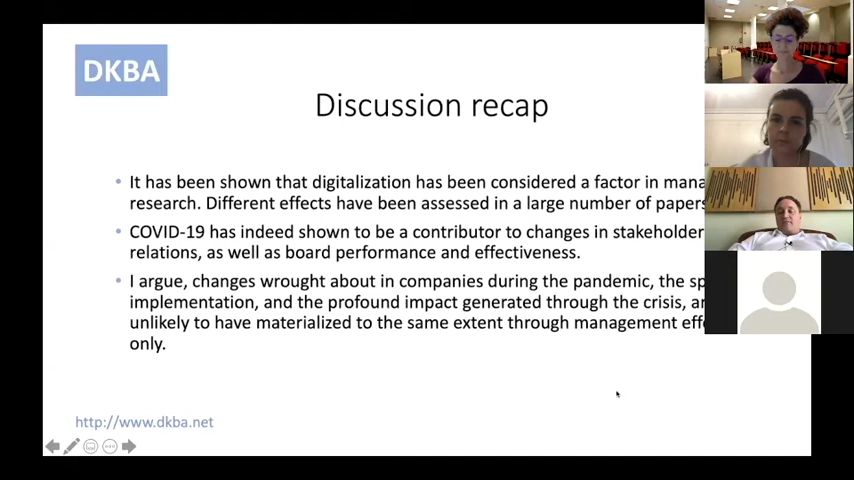 DKBA
Discussion recap
• It has been shown that digitalization has been considered a factor in
research. Different effects have been assessed in a large number of papers
• COVID-19 has indeed shown to be a contributor to changes in stakeholder
relations, as well as board performance and effectiveness.
• I argue, changes wrought about in companies during the pandemic, the
implementation, and the profound impact generated through the crisis,
unlikely to have materialized to the same extent through management
only.
http://www.dkba.net